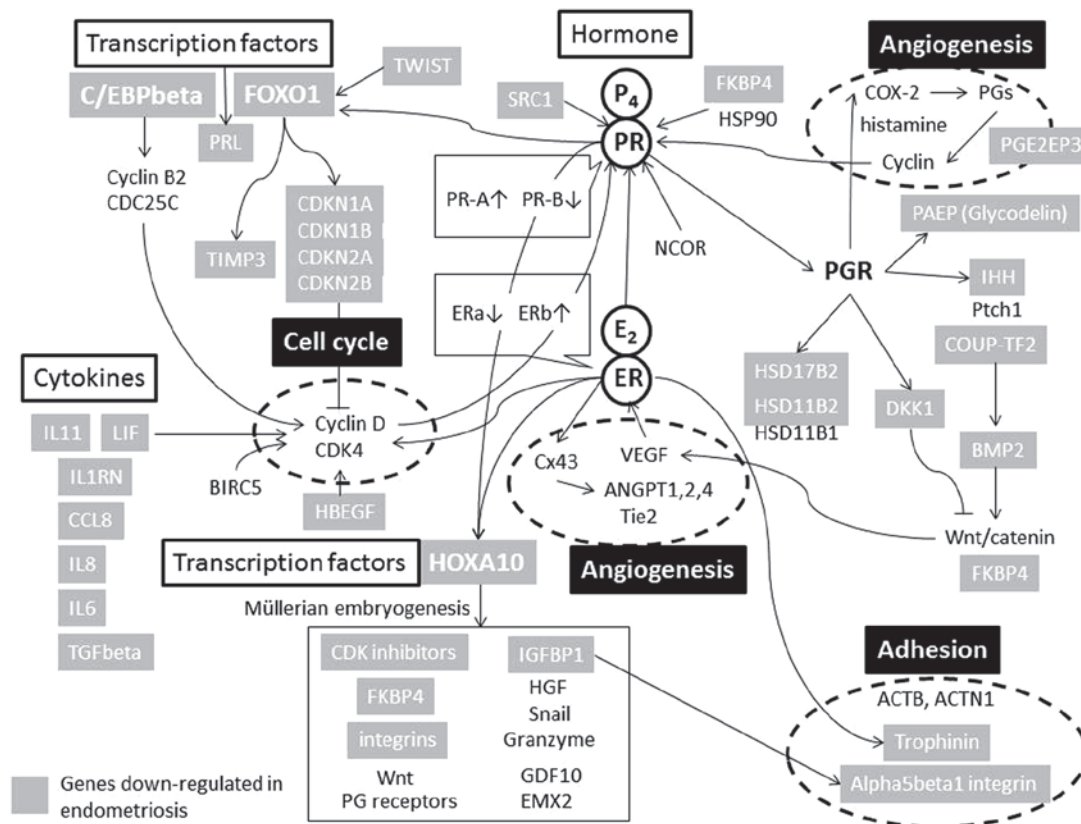 Transcription factors
C/EBPbeta
FOXO1
TWIST
PRL
Cyclin B2
CDC25C
TIMP3
CDKN1A
CDKN1B
CDKN2A
CDKN2B
Cell cycle
Cyclin D
CDK4
Cytokines
IL11
LIF
BIRC5
IL1RN
CCL8
IL8
IL6
TGFbeta
HBEGF
Hormone
P4
PR
SRC1
FKBP4
HSP90
PR-A↑ PR-B↓
NCOR
ERa↓ ERb↑
E2
ER
Angiogenesis
COX-2
PGs
histamine
Cyclin
PGE2EP3
PAEP (Glycodelin)
PGR
IHH
Ptch1
COUP-TF2
HSD17B2
HSD11B2
HSD11B1
DKK1
BMP2
Wnt/catenin
FKBP4
Cx43
VEGF
ANGPT1,2,4
Tie2
Angiogenesis
Transcription factors
HOXA10
Müllerian embryogenesis
CDK inhibitors
FKBP4
integrins
Wnt
PG receptors
IGFBP1
HGF
Snail
Granzyme
GDF10
EMX2
Adhesion
ACTB, ACTN1
Trophinin
Alpha5beta1 integrin
Genes down-regulated in
endometriosis